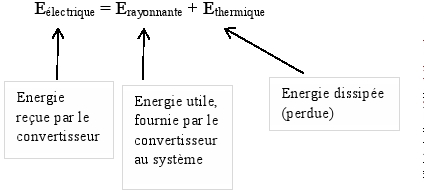 Eélectrique = Erayonnante + Ethermique
Energie
reçue par le
convertisseur
Energie utile,
fournie par le
convertisseur
au système
Energie dissipée
(perdue)